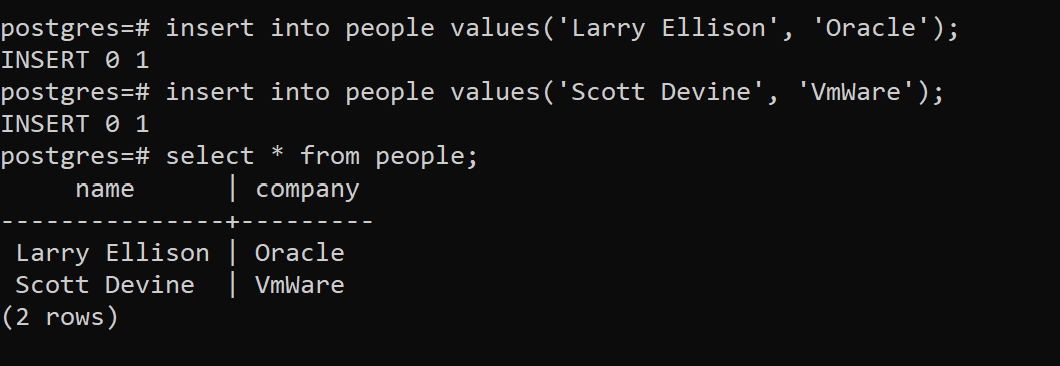 postgres=# insert into people values('Larry Ellison', 'Oracle');
INSERT 0 1
postgres=# insert into people values('Scott Devine', 'VmWare');
INSERT 0 1
postgres=# select * from people;
     name      | company
---------------+---------
 Larry Ellison | Oracle
 Scott Devine  | VmWare
(2 rows)